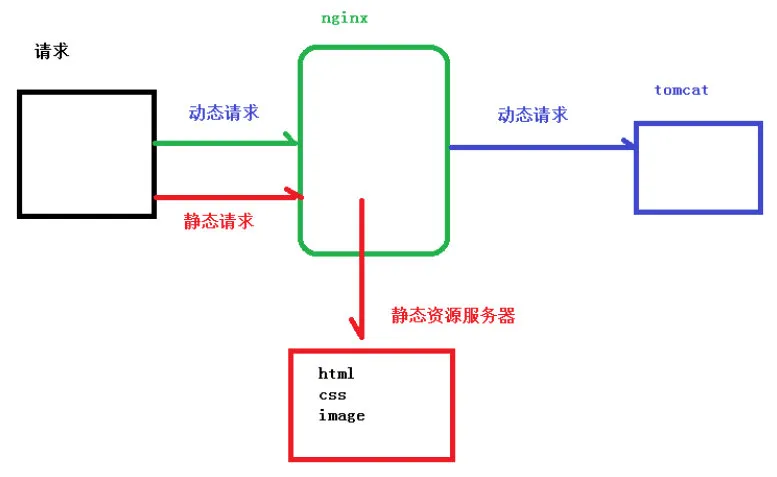 nginx
请求
tomcat
动态请求
动态请求
静态请求
静态资源服务器
html
css
image